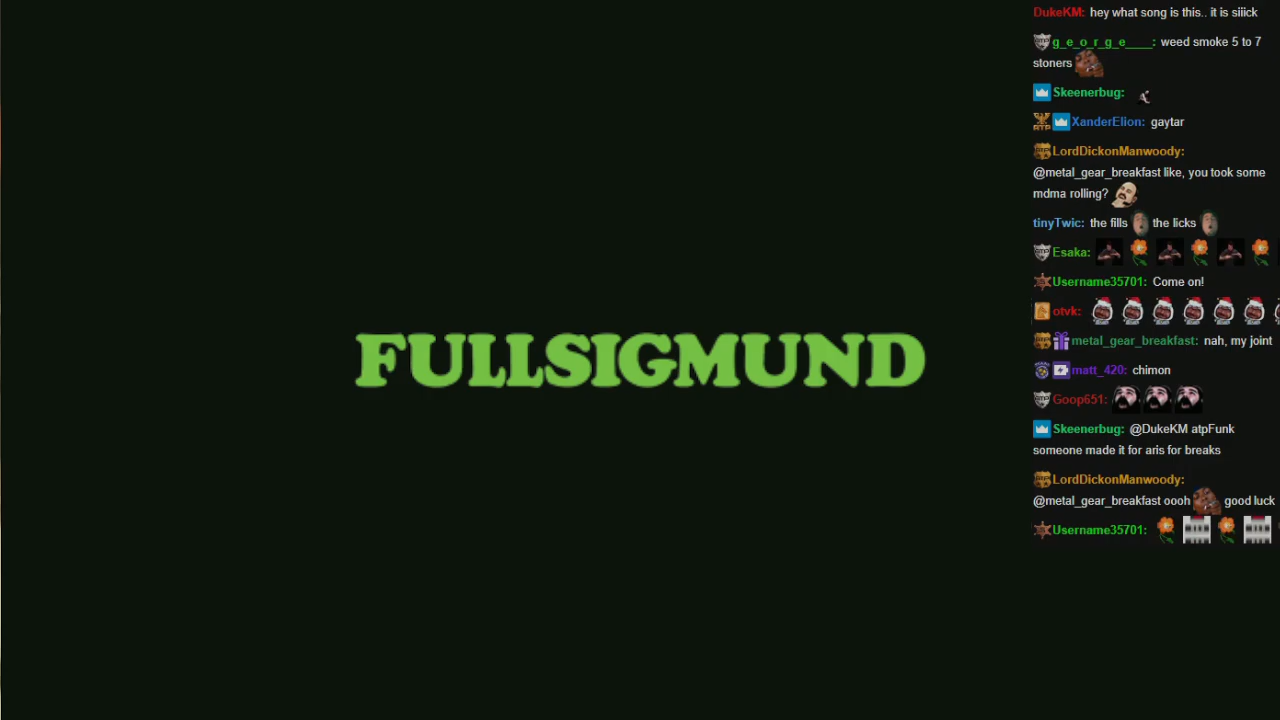 DukeKM: hey what song is this.. it is siiick
g_e_o_r_g_e____: weed smoke 5 to 7
stoners
Skeenerbug:
XanderElion: gaytar
LordDickonManwoody:
@metal_gear_breakfast like, you took some
mdma rolling?
tinyTwic: the fills the licks
Esaka:
Username35701: Come on!
otvk:
metal_gear_breakfast: nah, my joint
matt_420: chimon
Goop651:
Skeenerbug: @DukeKM atpFunk
someone made it for aris for breaks
LordDickonManwoody:
@metal_gear_breakfast oooh good luck
Username35701:
FULLSIGMUND